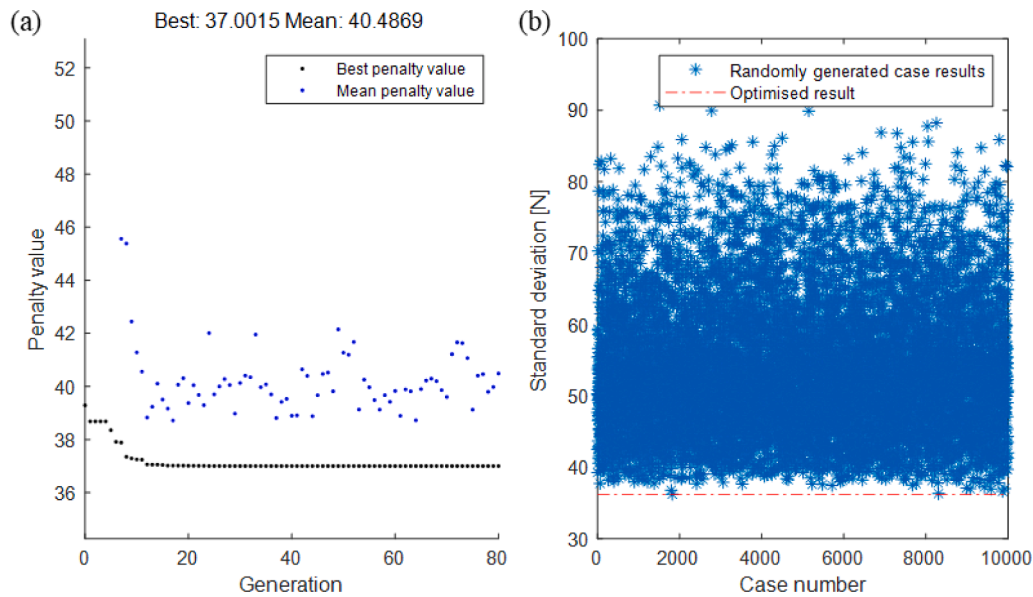 (a)
Best: 37.0015 Mean: 40.4869
Best penalty value
Mean penalty value
Penalty value
52
50
48
46
44
42
40
38
36
0
20
40
60
80
Generation
(b)
Randomly generated case results
Optimised result
Standard deviation [N]
100
90
80
70
60
50
40
30
0
2000
4000
6000
8000
10000
Case number